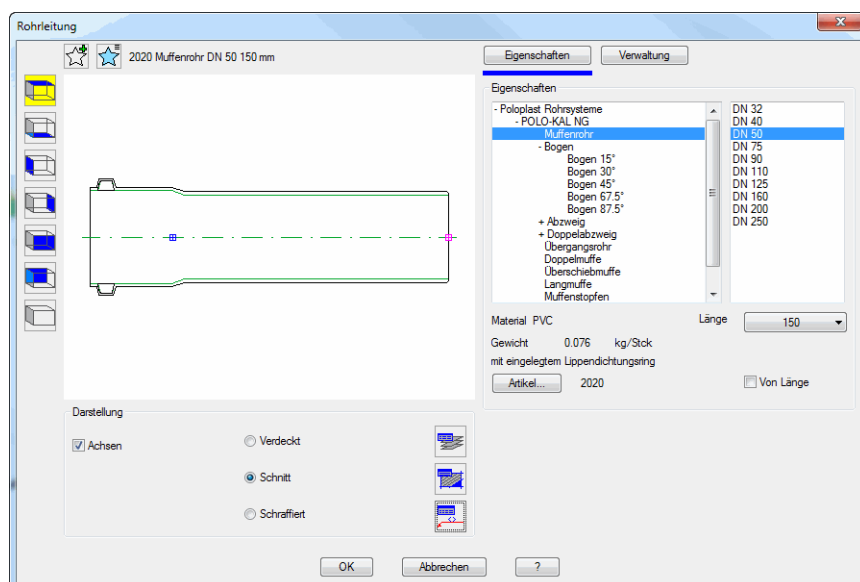 Rohrleitung
2020 Muffenrohr DN 50 150 mm
Eigenschaften
Verwaltung
Eigenschaften
- Poloplast Rohrsysteme
- POLO-KAL NG
Muffenrohr
- Bogen
Bogen 15°
Bogen 30°
Bogen 45°
Bogen 67.5°
Bogen 87.5°
+ Abzweig
+ Doppelabzweig
Übergangsrohr
Doppelmuffe
Überschiebmuffe
Langmuffe
Muffenstopfen
DN 32
DN 40
DN 50
DN 75
DN 90
DN 110
DN 125
DN 160
DN 200
DN 250
Material PVC
Länge
150
Gewicht 0.076 kg/Stck
mit eingelegtem Lippendichtungsring
Artikel... 2020
Von Länge
Darstellung
Achsen
Verdeckt
Schnitt
Schraffiert
OK
Abbrechen
?